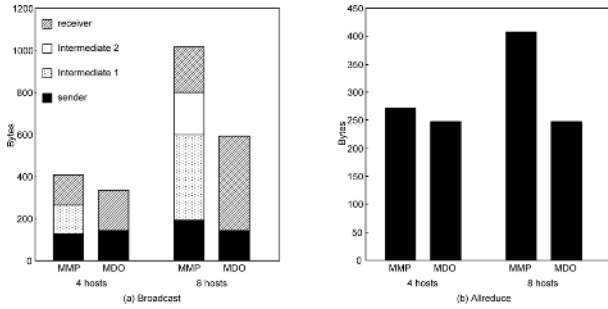 1200
1000
800
600
400
200
0
Bytes
receiver
Intermediate 2
Intermediate 1
sender
MMP MDO MMP MDO
4 hosts 8 hosts
(a) Broadcast
450
400
350
300
250
200
150
100
50
0
Bytes
MMP MDO MMP MDO
4 hosts 8 hosts
(b) Allreduce